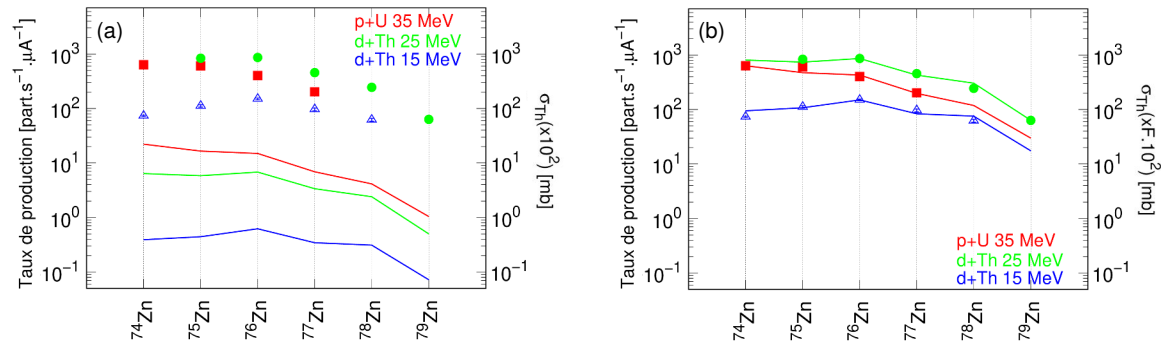 (a)
p+U 35 MeV
d+Th 25 MeV
d+Th 15 MeV
Taux de production [part.s⁻¹.μA⁻¹]
10³
10²
10¹
10⁰
10⁻¹
10³
10²
10¹
10⁰
10⁻¹
σTh(x10²) [mb]
⁷⁴Zn
⁷⁵Zn
⁷⁶Zn
⁷⁷Zn
⁷⁸Zn
⁷⁹Zn
(b)
Taux de production [part.s⁻¹.μA⁻¹]
10³
10²
10¹
10⁰
10⁻¹
10³
10²
10¹
10⁰
10⁻¹
σTh(xF.10²) [mb]
p+U 35 MeV
d+Th 25 MeV
d+Th 15 MeV
⁷⁴Zn
⁷⁵Zn
⁷⁶Zn
⁷⁷Zn
⁷⁸Zn
⁷⁹Zn